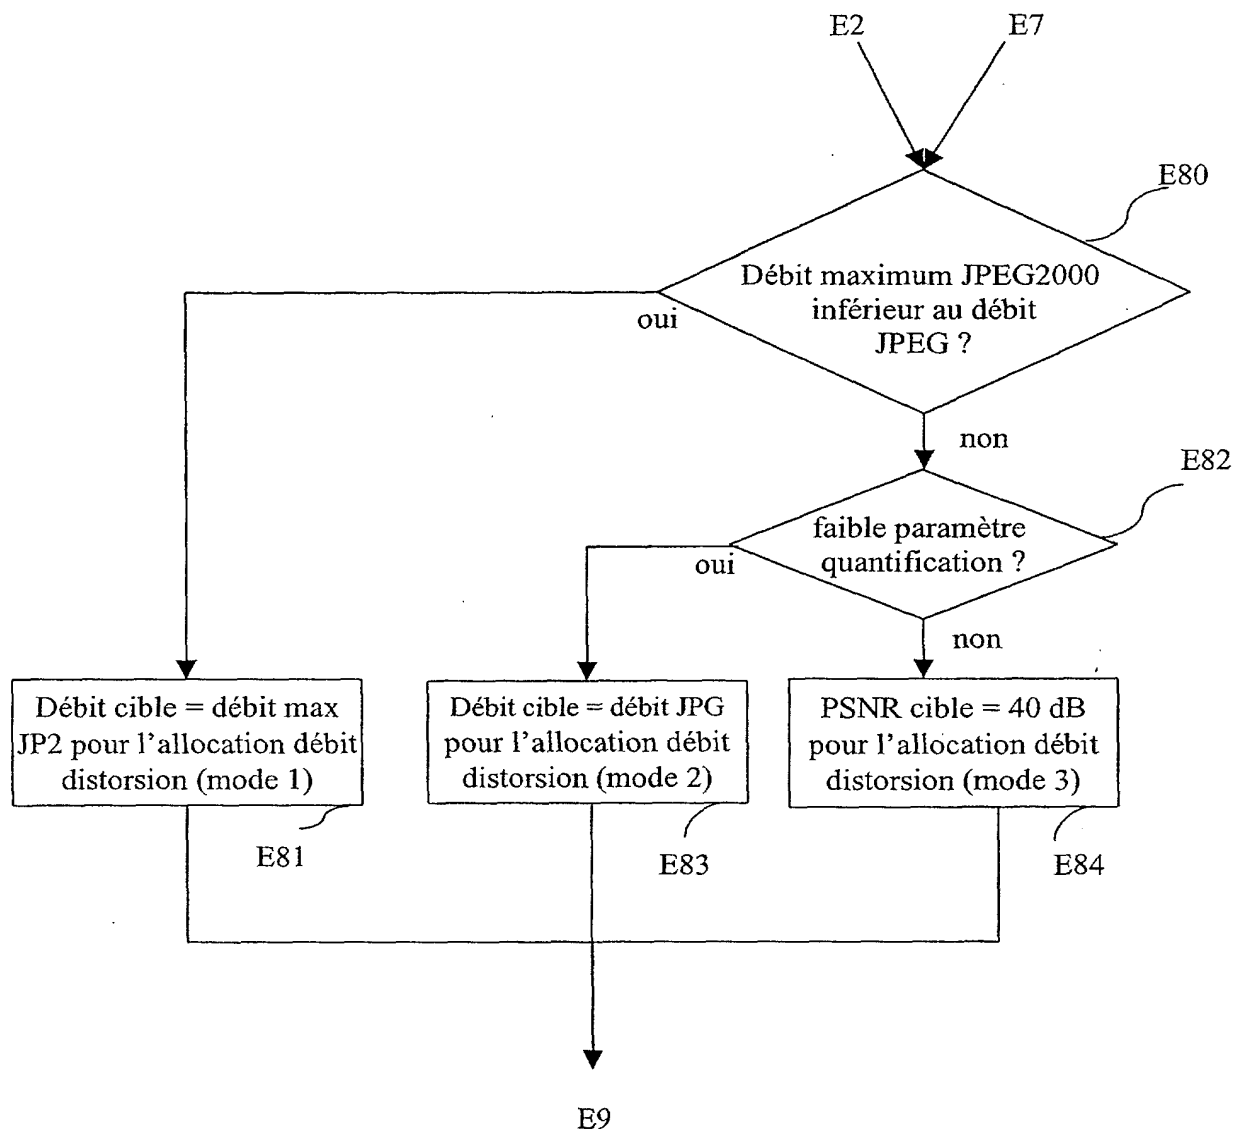 E2
E7
E80
Débit maximum JPEG2000
inférieur au débit
JPEG ?
oui
non
E82
faible paramètre
quantification ?
oui
non
Débit cible = débit max
JP2 pour l'allocation débit
distorsion (mode 1)
E81
Débit cible = débit JPG
pour l'allocation débit
distorsion (mode 2)
E83
PSNR cible = 40 dB
pour l'allocation débit
distorsion (mode 3)
E84
E9